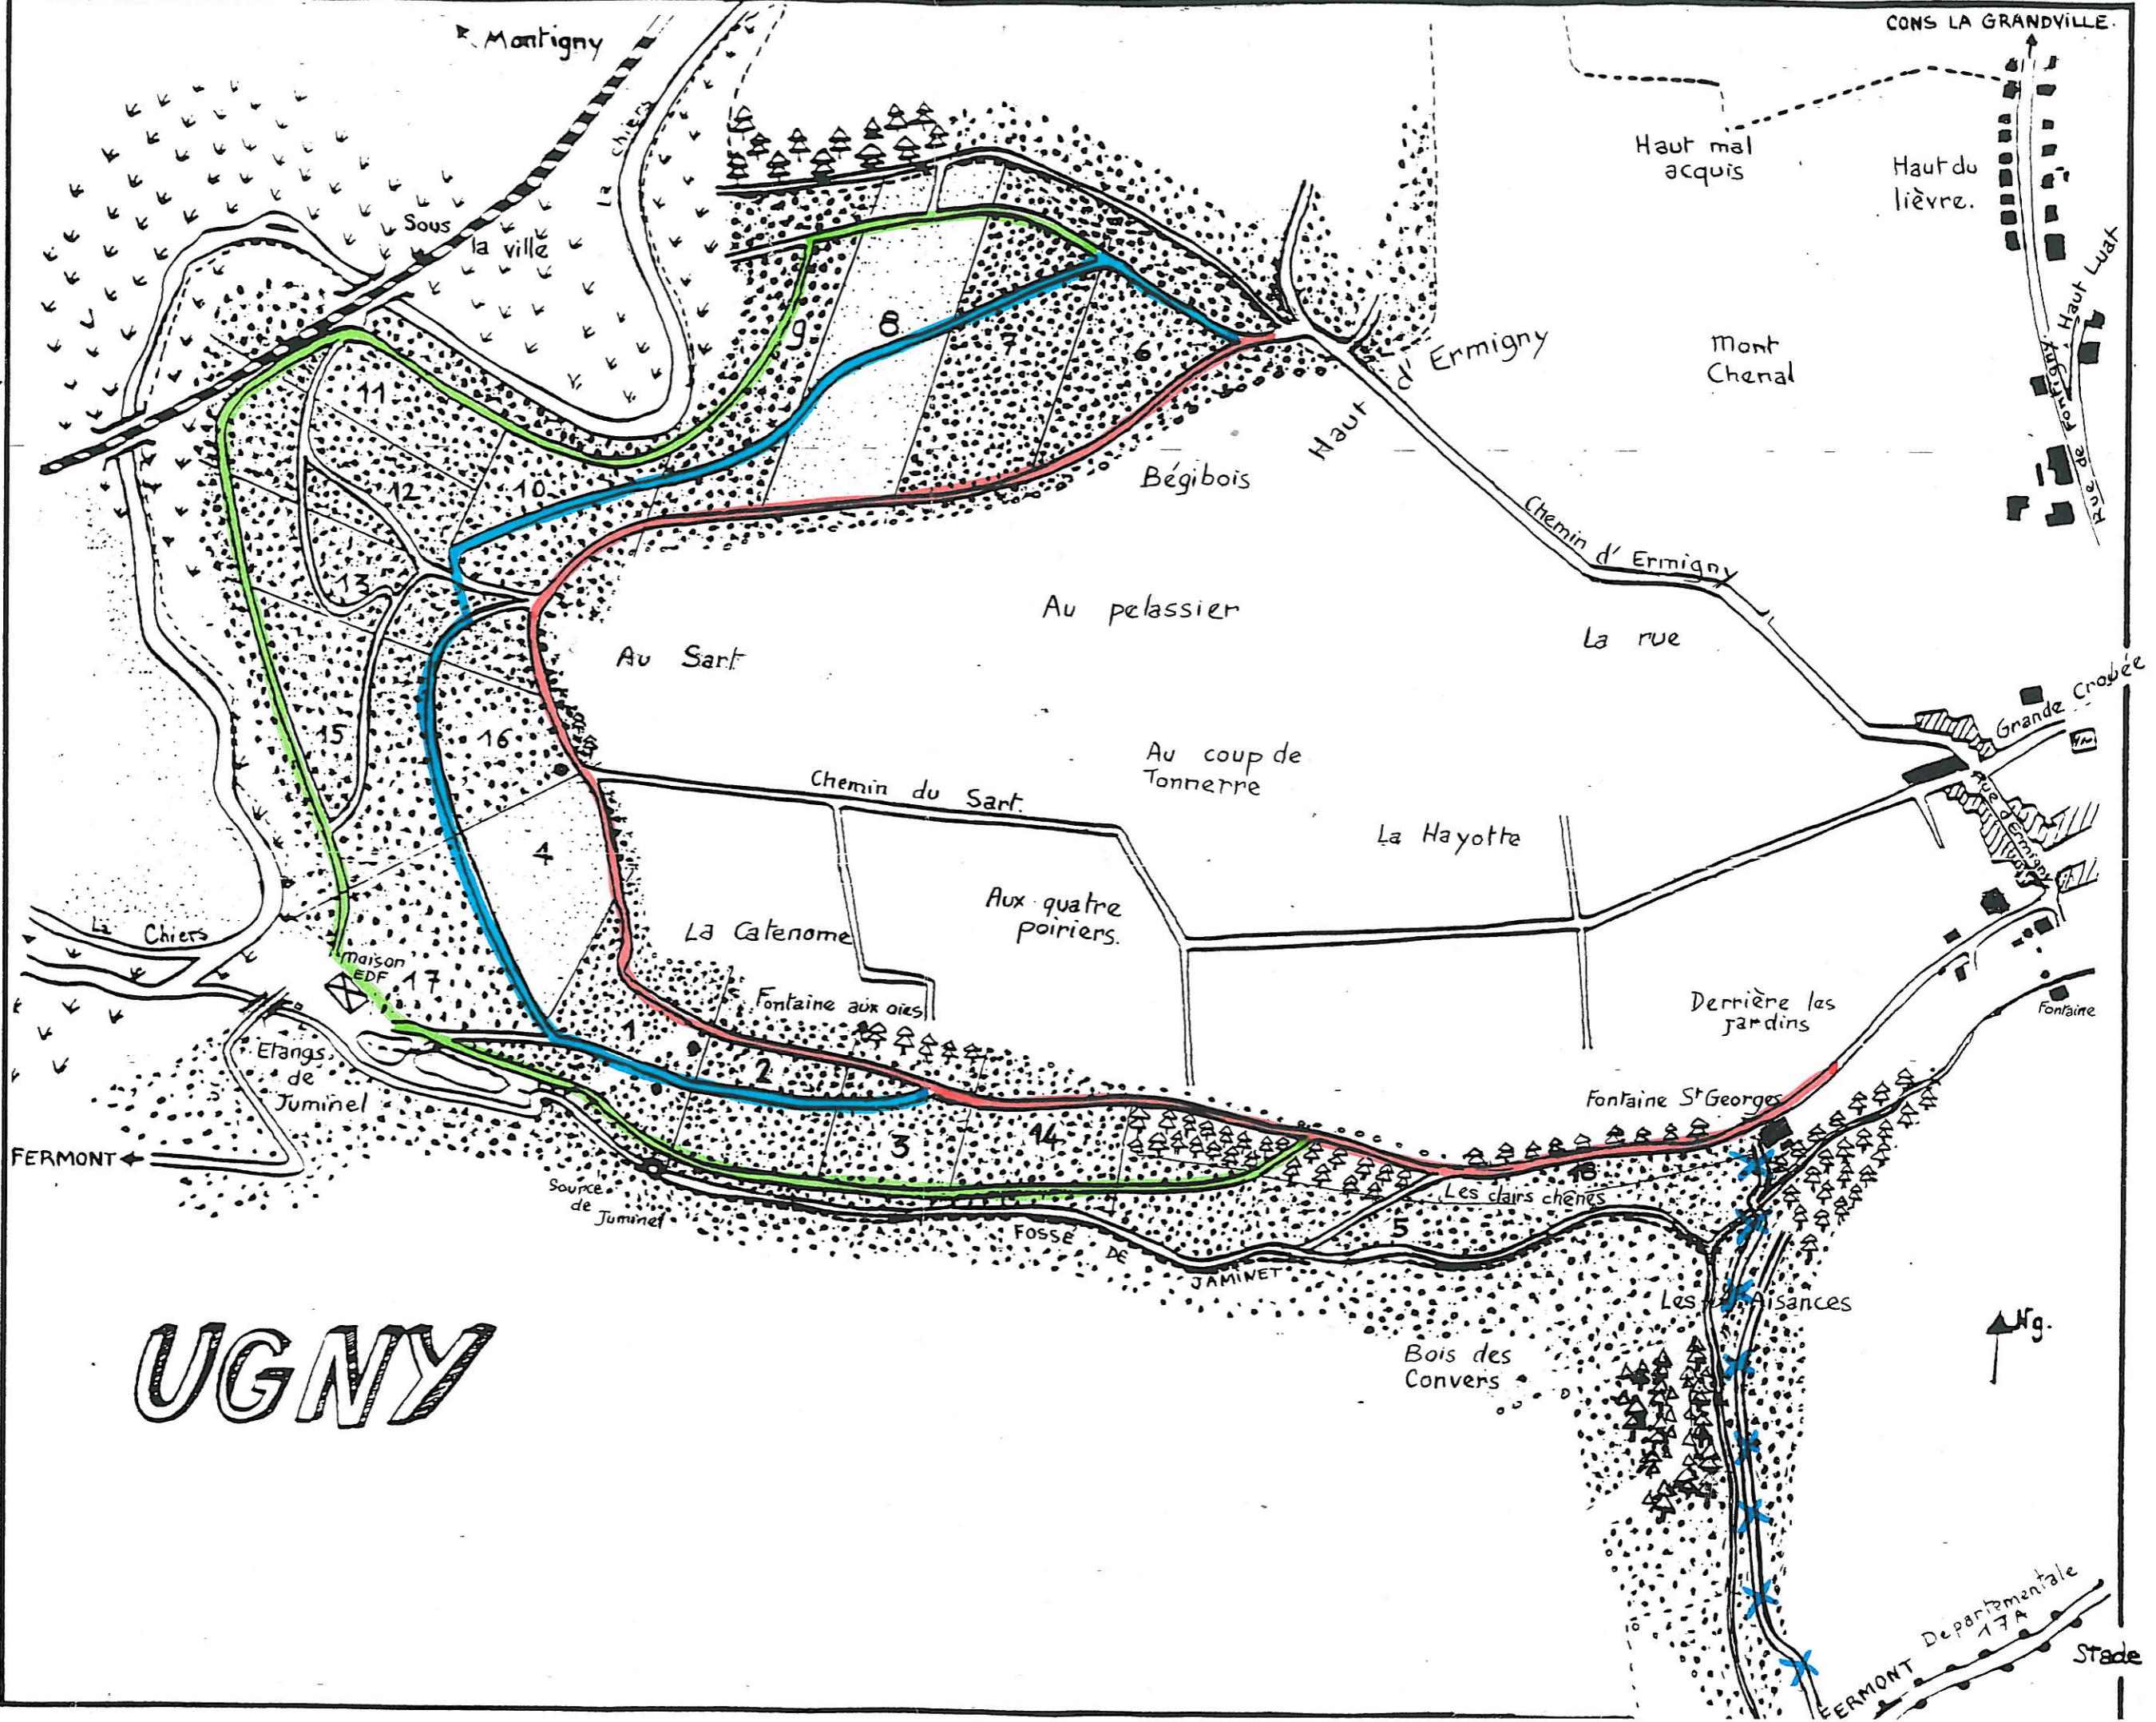 CONS LA GRANDVILLE.
Montigny
La Chiers
Haut mal
acquis
Haut du
lièvre.
Sous
la ville
Haut Luax
Rue de Montigny
9
8
7
6
Haut d' Ermigny
Mont
Chenal
11
12
10
Bégibois
Chemin d' Ermigny
13
Au pelassier
La rue
Au Sart
Grande Crobée
15
16
Au coup de
Tonnerre
Chemin du Sart.
Rue d'Ermigny
La Hayotte
4
Aux quatre
poiriers.
La Catenome
La Chiers
maison
EDF
17
Fontaine aux oies
Derrière les
jardins
Fontaine
1
2
Etangs
de
Juminel
Fontaine St Georges
FERMONT
3
14
18
Source
de
Juminel
Les clairs chênes
5
FOSSE DE JAMINET
Les Aisances
Ng.
UGNY
Bois des
Convers
Departementale
17A
Stade
FERMONT